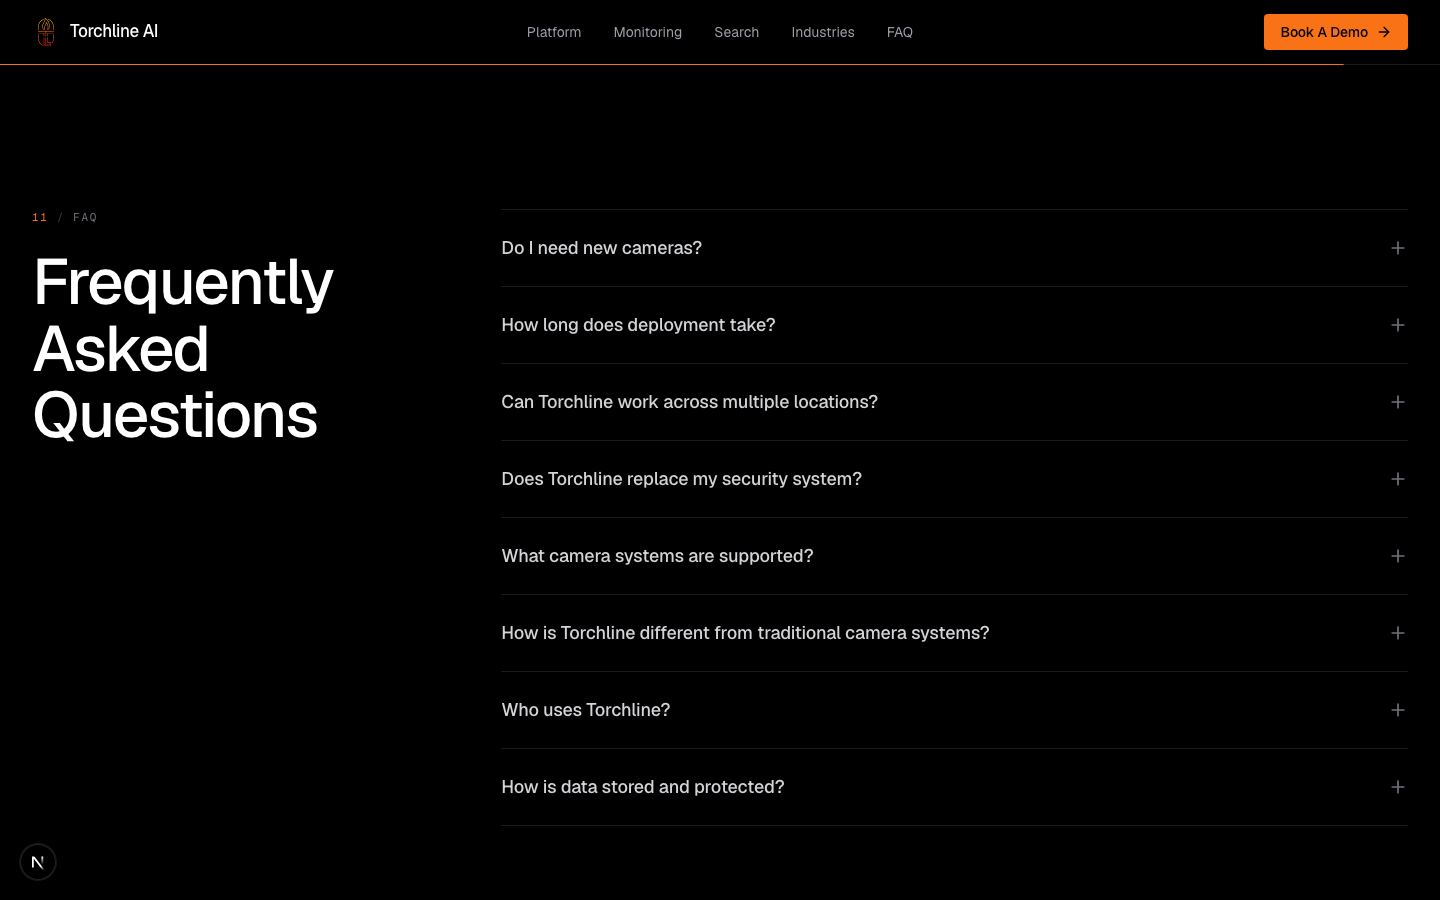 Torchline AI
Platform
Monitoring
Search
Industries
FAQ
Book A Demo
11 / FAQ
Frequently
Asked
Questions
Do I need new cameras?
How long does deployment take?
Can Torchline work across multiple locations?
Does Torchline replace my security system?
What camera systems are supported?
How is Torchline different from traditional camera systems?
Who uses Torchline?
How is data stored and protected?
N